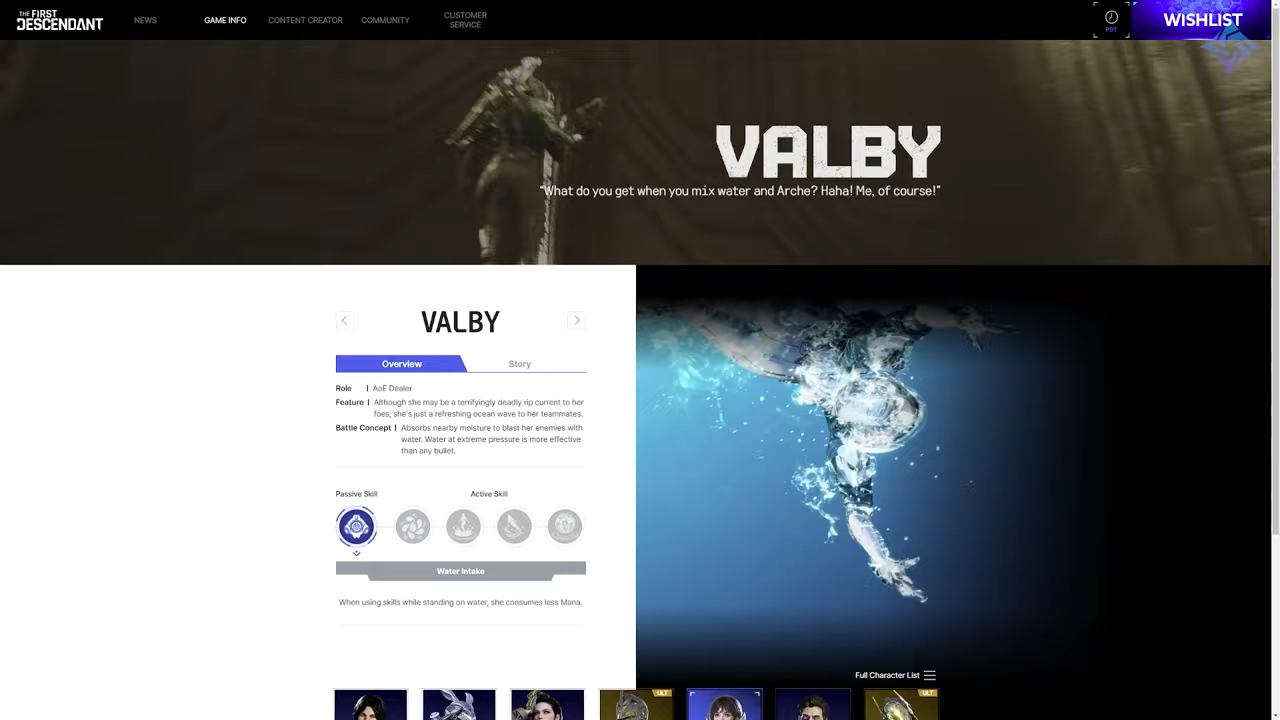 THE FIRST
DESCENDANT
NEWS
GAME INFO
CONTENT CREATOR
COMMUNITY
CUSTOMER
SERVICE
PDT
WISHLIST
VALBY
“What do you get when you mix water and Arche? Haha! Me, of course!”
VALBY
Overview
Story
Role | AoE Dealer
Feature | Although she may be a terrifyingly deadly rip current to her
foes, she's just a refreshing ocean wave to her teammates.
Battle Concept | Absorbs nearby moisture to blast her enemies with
water. Water at extreme pressure is more effective
than any bullet.
Passive Skill
Active Skill
Water Intake
When using skills while standing on water, she consumes less Mana.
Full Character List
ULT
ULT